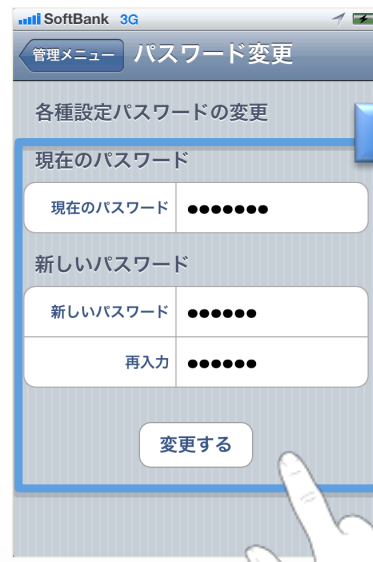 SoftBank 3G
管理メニュー パスワード変更
各種設定パスワードの変更
現在のパスワード
現在のパスワード ●●●●●●●
新しいパスワード
新しいパスワード ●●●●●●
再入力 ●●●●●●
変更する